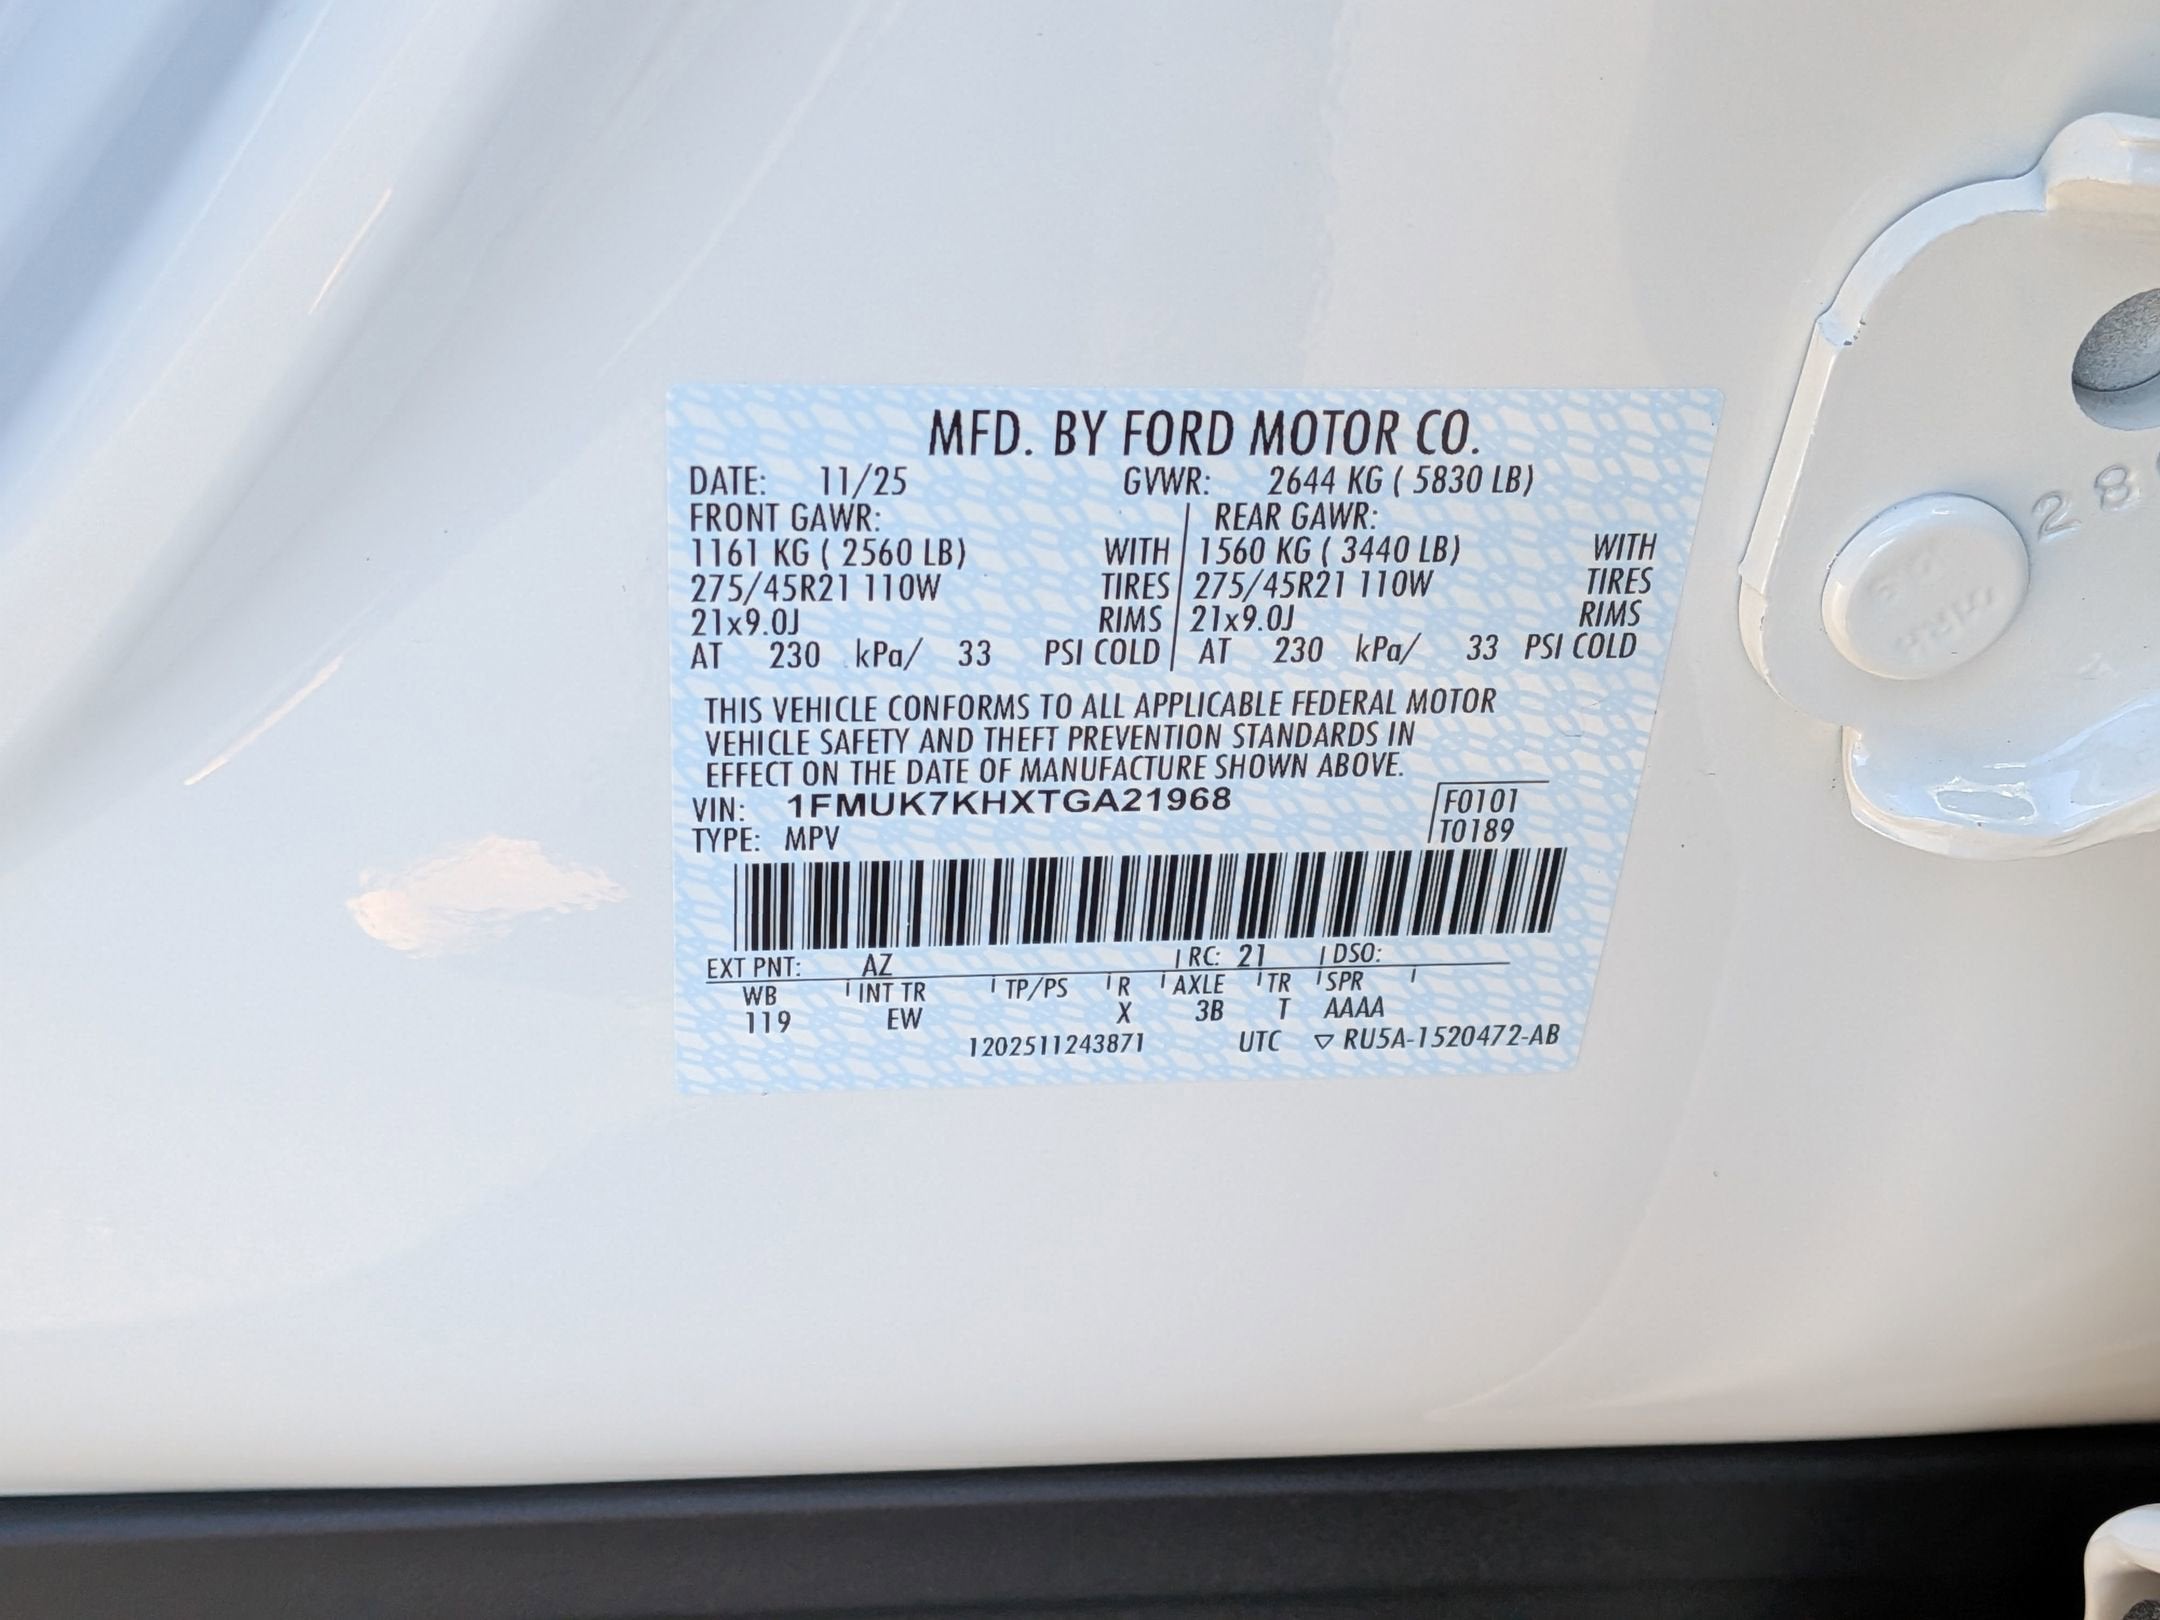 MFD. BY FORD MOTOR CO.
DATE: 11/25 GVWR: 2644 KG ( 5830 LB)
FRONT GAWR: REAR GAWR:
1161 KG ( 2560 LB) WITH 1560 KG ( 3440 LB) WITH
275/45R21 110W TIRES 275/45R21 110W TIRES
21x9.0J RIMS 21x9.0J RIMS
AT 230 kPa/ 33 PSI COLD AT 230 kPa/ 33 PSI COLD
THIS VEHICLE CONFORMS TO ALL APPLICABLE FEDERAL MOTOR
VEHICLE SAFETY AND THEFT PREVENTION STANDARDS IN
EFFECT ON THE DATE OF MANUFACTURE SHOWN ABOVE.
VIN: 1FMUK7KHXTGA21968 F0101
TYPE: MPV T0189
EXT PNT: AZ RC: 21 DSO:
WB INT TR TP/PS R AXLE TR SPR
119 EW X 3B T AAAA
1202511243871 UTC ▽ RU5A-1520472-AB